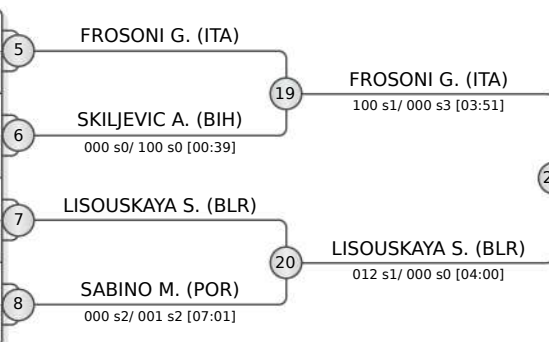 FROSONI G. (ITA)
5
19
FROSONI G. (ITA)
100 s1/ 000 s3 [03:51]
SKILJEVIC A. (BIH)
6
000 s0/ 100 s0 [00:39]
LISOUSKAYA S. (BLR)
7
20
LISOUSKAYA S. (BLR)
012 s1/ 000 s0 [04:00]
SABINO M. (POR)
8
000 s2/ 001 s2 [07:01]